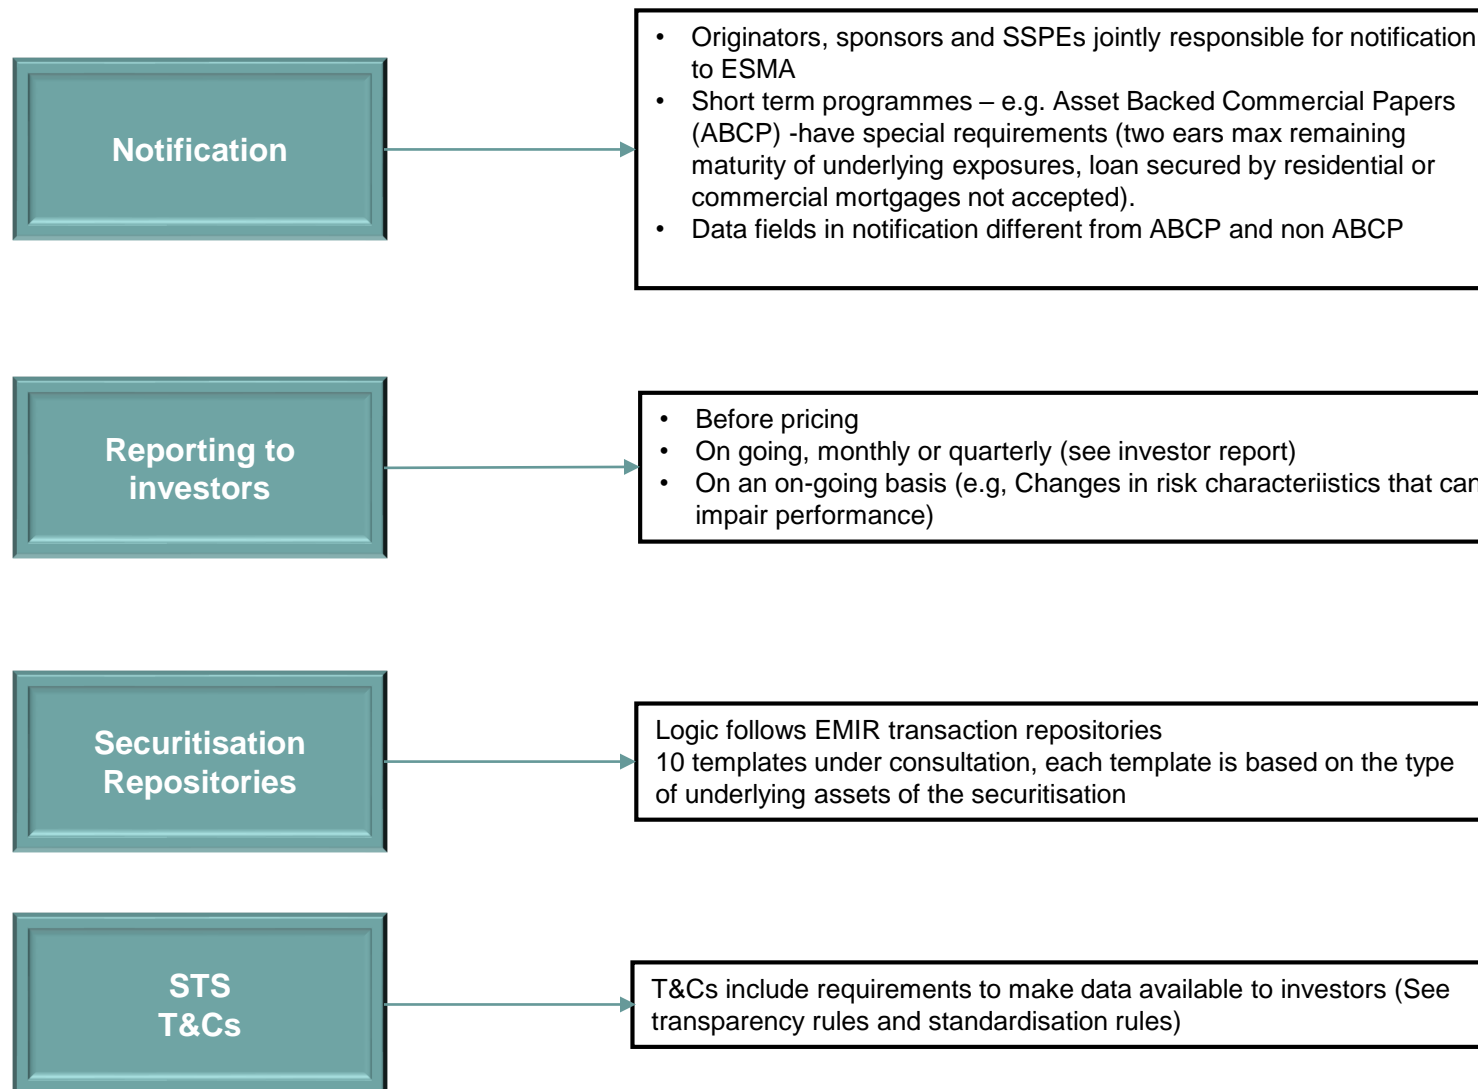 Notification
• Originators, sponsors and SSPEs jointly responsible for notification
to ESMA
• Short term programmes – e.g. Asset Backed Commercial Papers
(ABCP) -have special requirements (two ears max remaining
maturity of underlying exposures, loan secured by residential or
commercial mortgages not accepted).
• Data fields in notification different from ABCP and non ABCP
Reporting to
investors
• Before pricing
• On going, monthly or quarterly (see investor report)
• On an on-going basis (e.g, Changes in risk characteriistics that can
impair performance)
Securitisation
Repositories
Logic follows EMIR transaction repositories
10 templates under consultation, each template is based on the type
of underlying assets of the securitisation
STS
T&Cs
T&Cs include requirements to make data available to investors (See
transparency rules and standardisation rules)